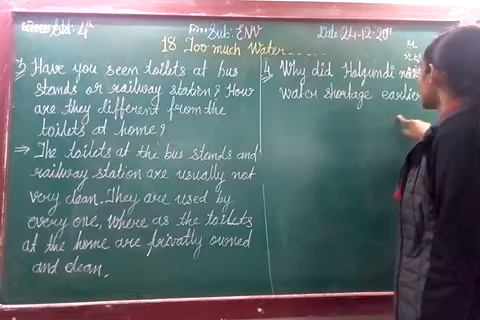 Std: 4th Sub: ENV Date: 24-12-20
18 Too much Water
3 Have you seen toilets at bus
stands or railway station? How
are they different from the
toilets at home?
⇒ The toilets at the bus stands and
railway station are usually not
very clean. They are used by
every one, Where as the toilets
at the home are privatly owned
and clean.
4 Why did Holgundi
water shortage earlier